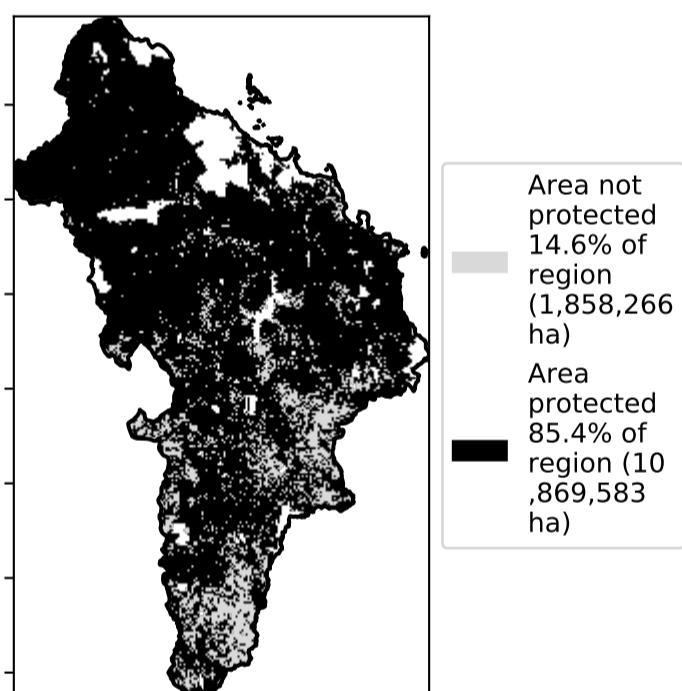 Area not
protected
14.6% of
region
(1,858,266
ha)
Area
protected
85.4% of
region (10
,869,583
ha)